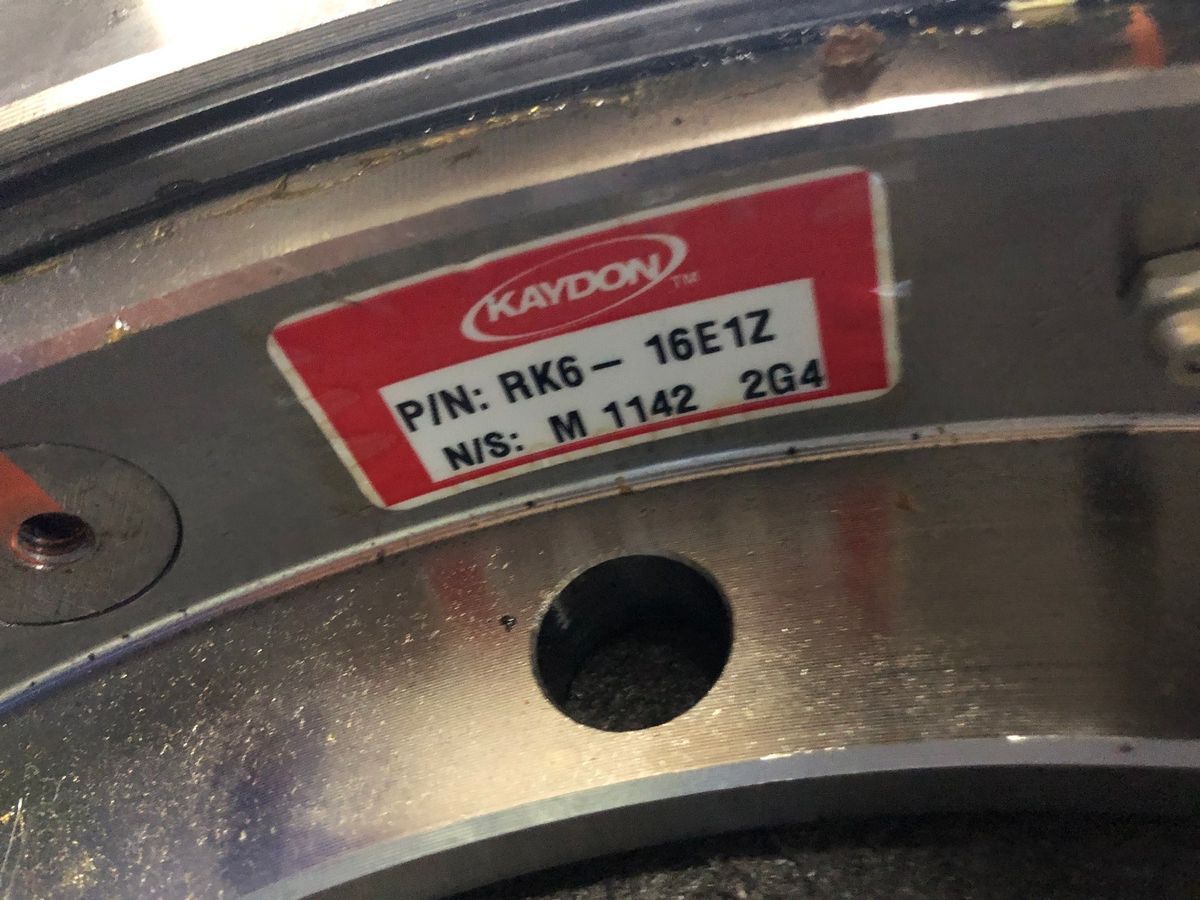 KAYDON™
P/N: RK6– 16E1Z
N/S: M 1142 2G4